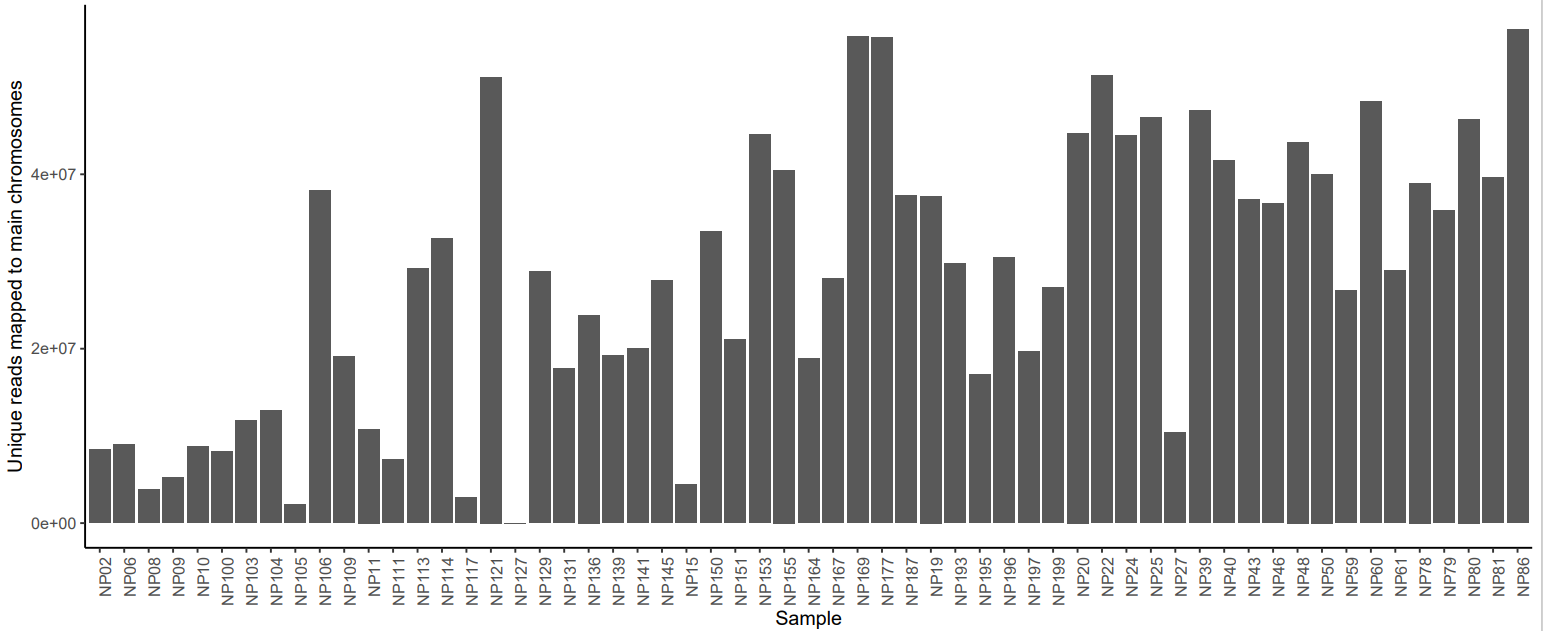 Unique reads mapped to main chromosomes
4e+07
2e+07
0e+00
NP02 NP06 NP08 NP09 NP10 NP100 NP103 NP104 NP105 NP106 NP109 NP11 NP111 NP113 NP114 NP117 NP121 NP127 NP129 NP131 NP136 NP139 NP141 NP145 NP15 NP150 NP151 NP153 NP155 NP164 NP167 NP169 NP177 NP187 NP19 NP193 NP195 NP196 NP197 NP199 NP20 NP22 NP24 NP25 NP27 NP39 NP40 NP43 NP46 NP48 NP50 NP59 NP60 NP61 NP78 NP79 NP80 NP81 NP86
Sample